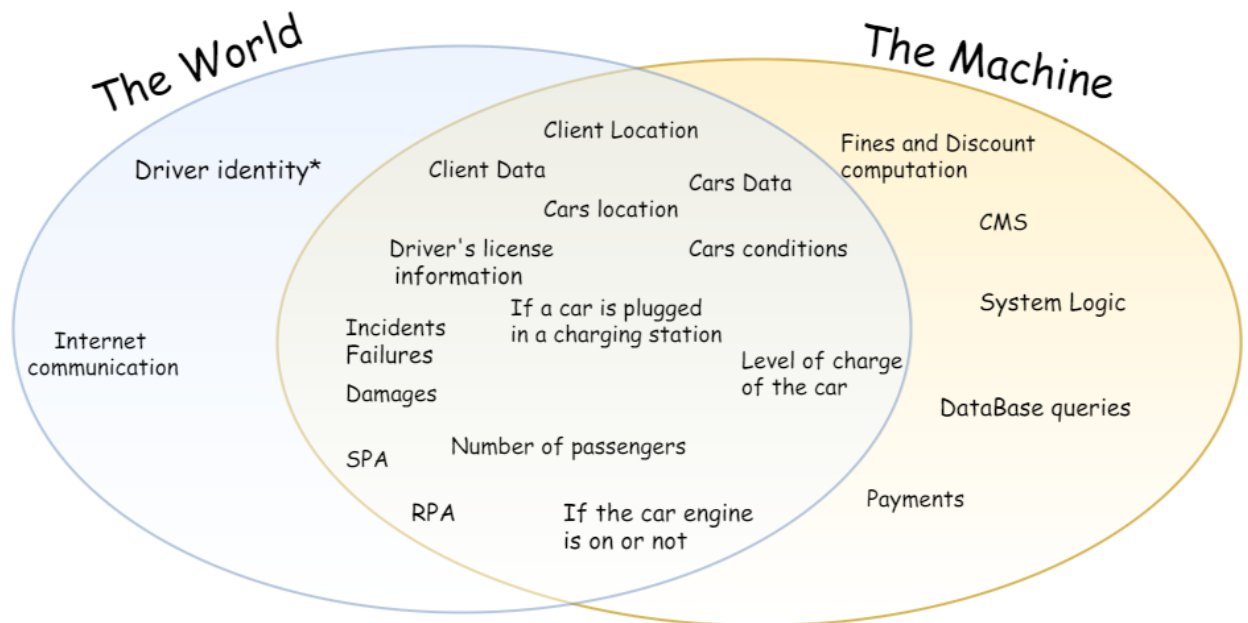 The World
The Machine
Driver identity*
Internet
communication
Client Location
Client Data
Cars Data
Cars location
Driver's license
information
Cars conditions
If a car is plugged
in a charging station
Incidents
Failures
Damages
Level of charge
of the car
Number of passengers
SPA
RPA
If the car engine
is on or not
Fines and Discount
computation
CMS
System Logic
DataBase queries
Payments